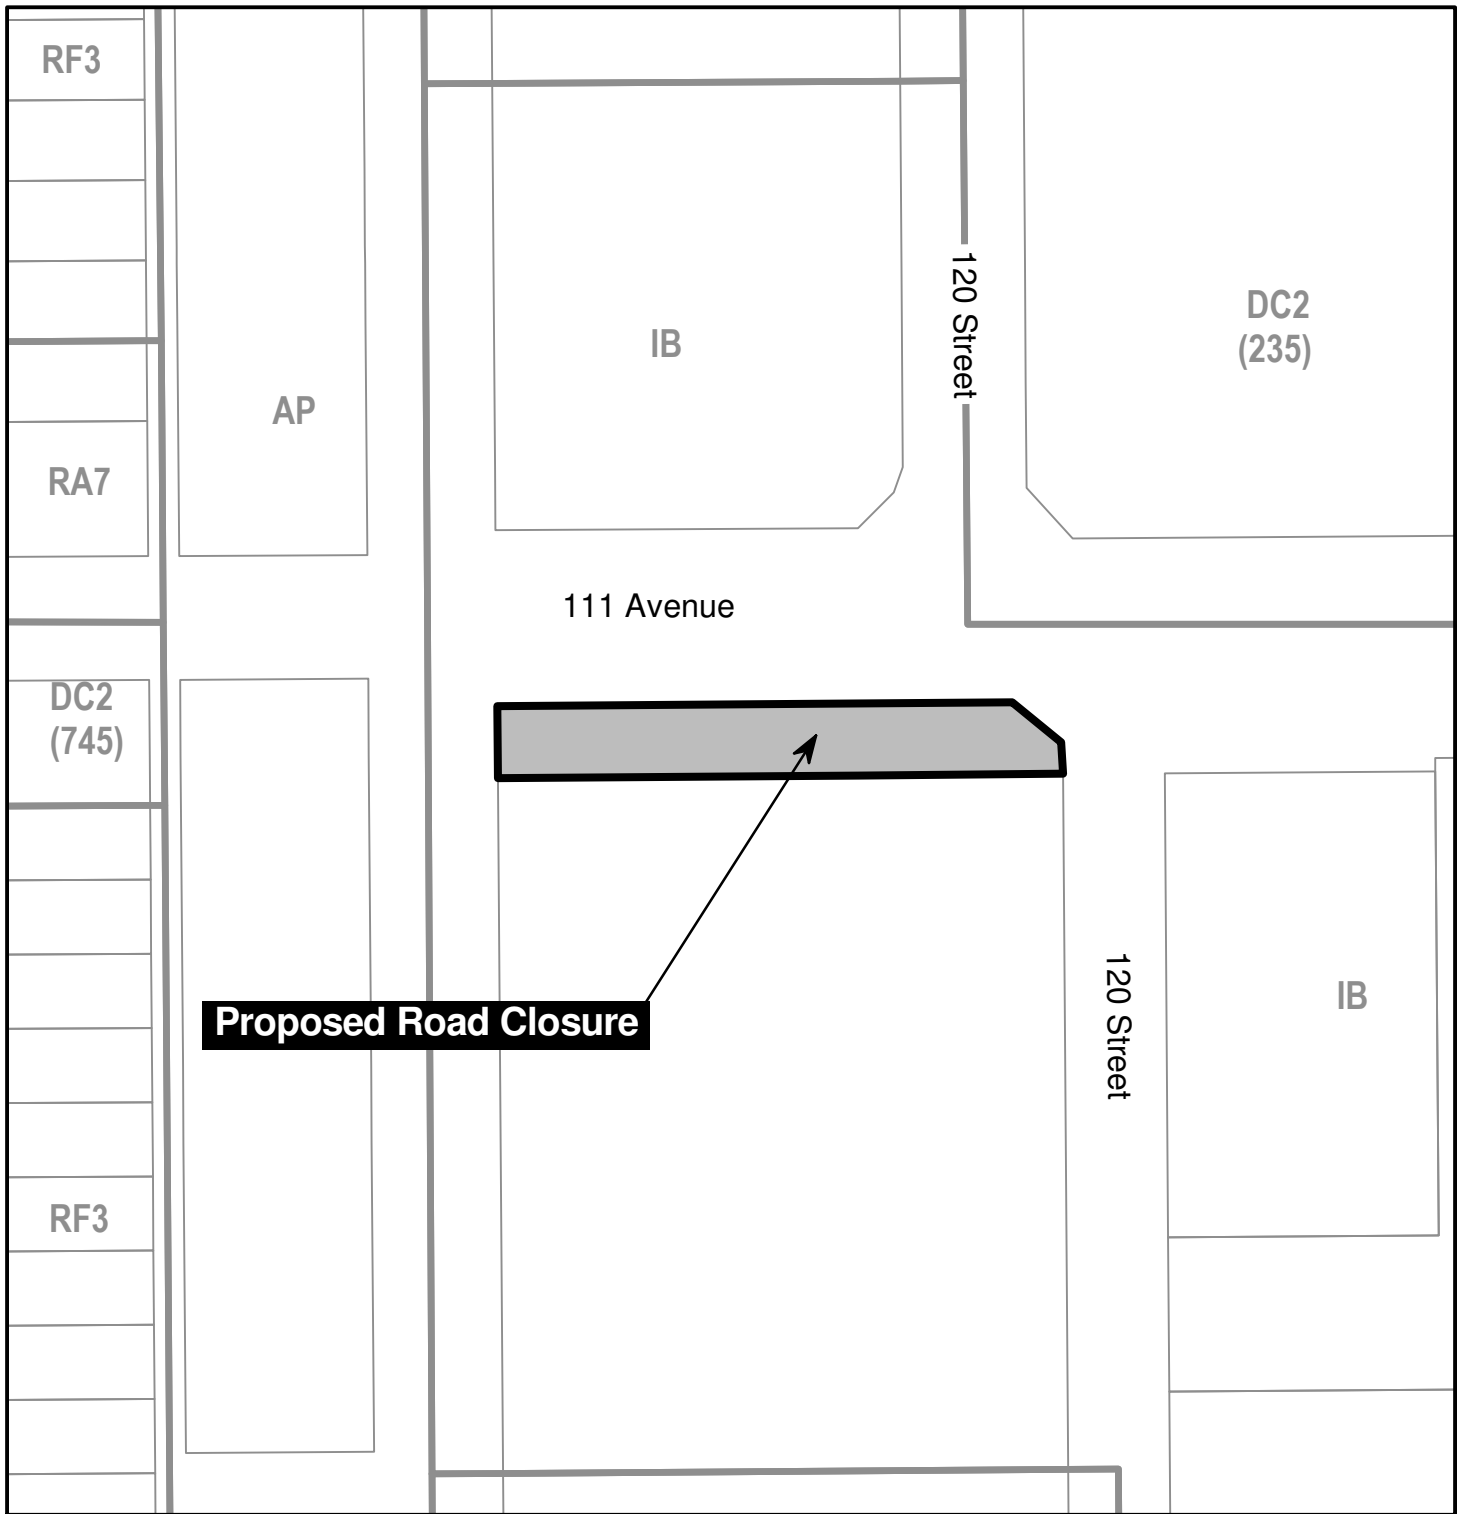 RF3
120 Street
DC2
(235)
IB
AP
RA7
111 Avenue
DC2
(745)
120 Street
IB
Proposed Road Closure
RF3